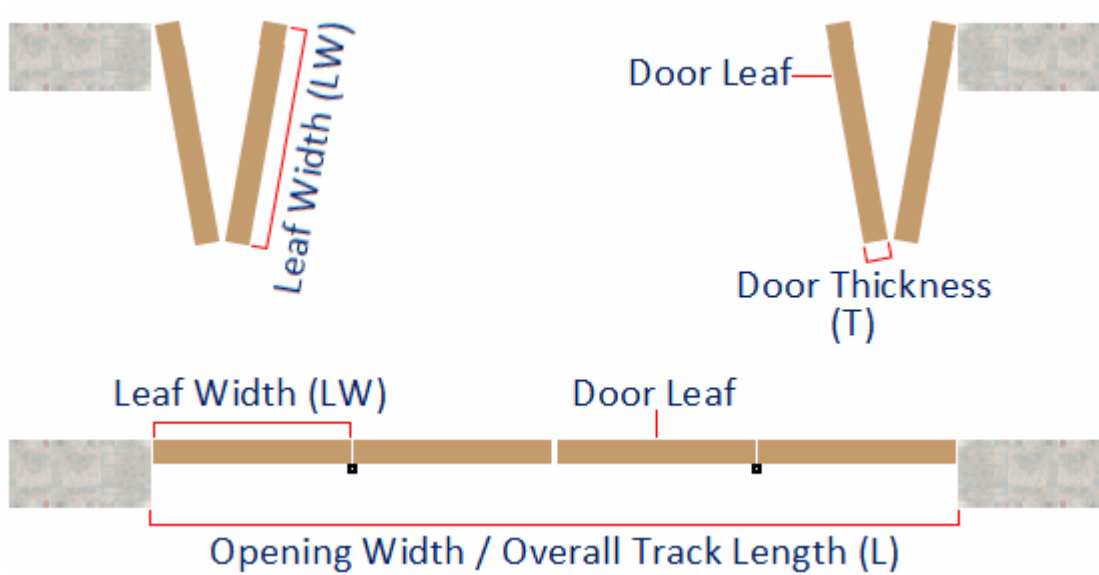 Leaf Width (LW)
Door Leaf
Door Thickness
(T)
Leaf Width (LW)
Door Leaf
Opening Width / Overall Track Length (L)